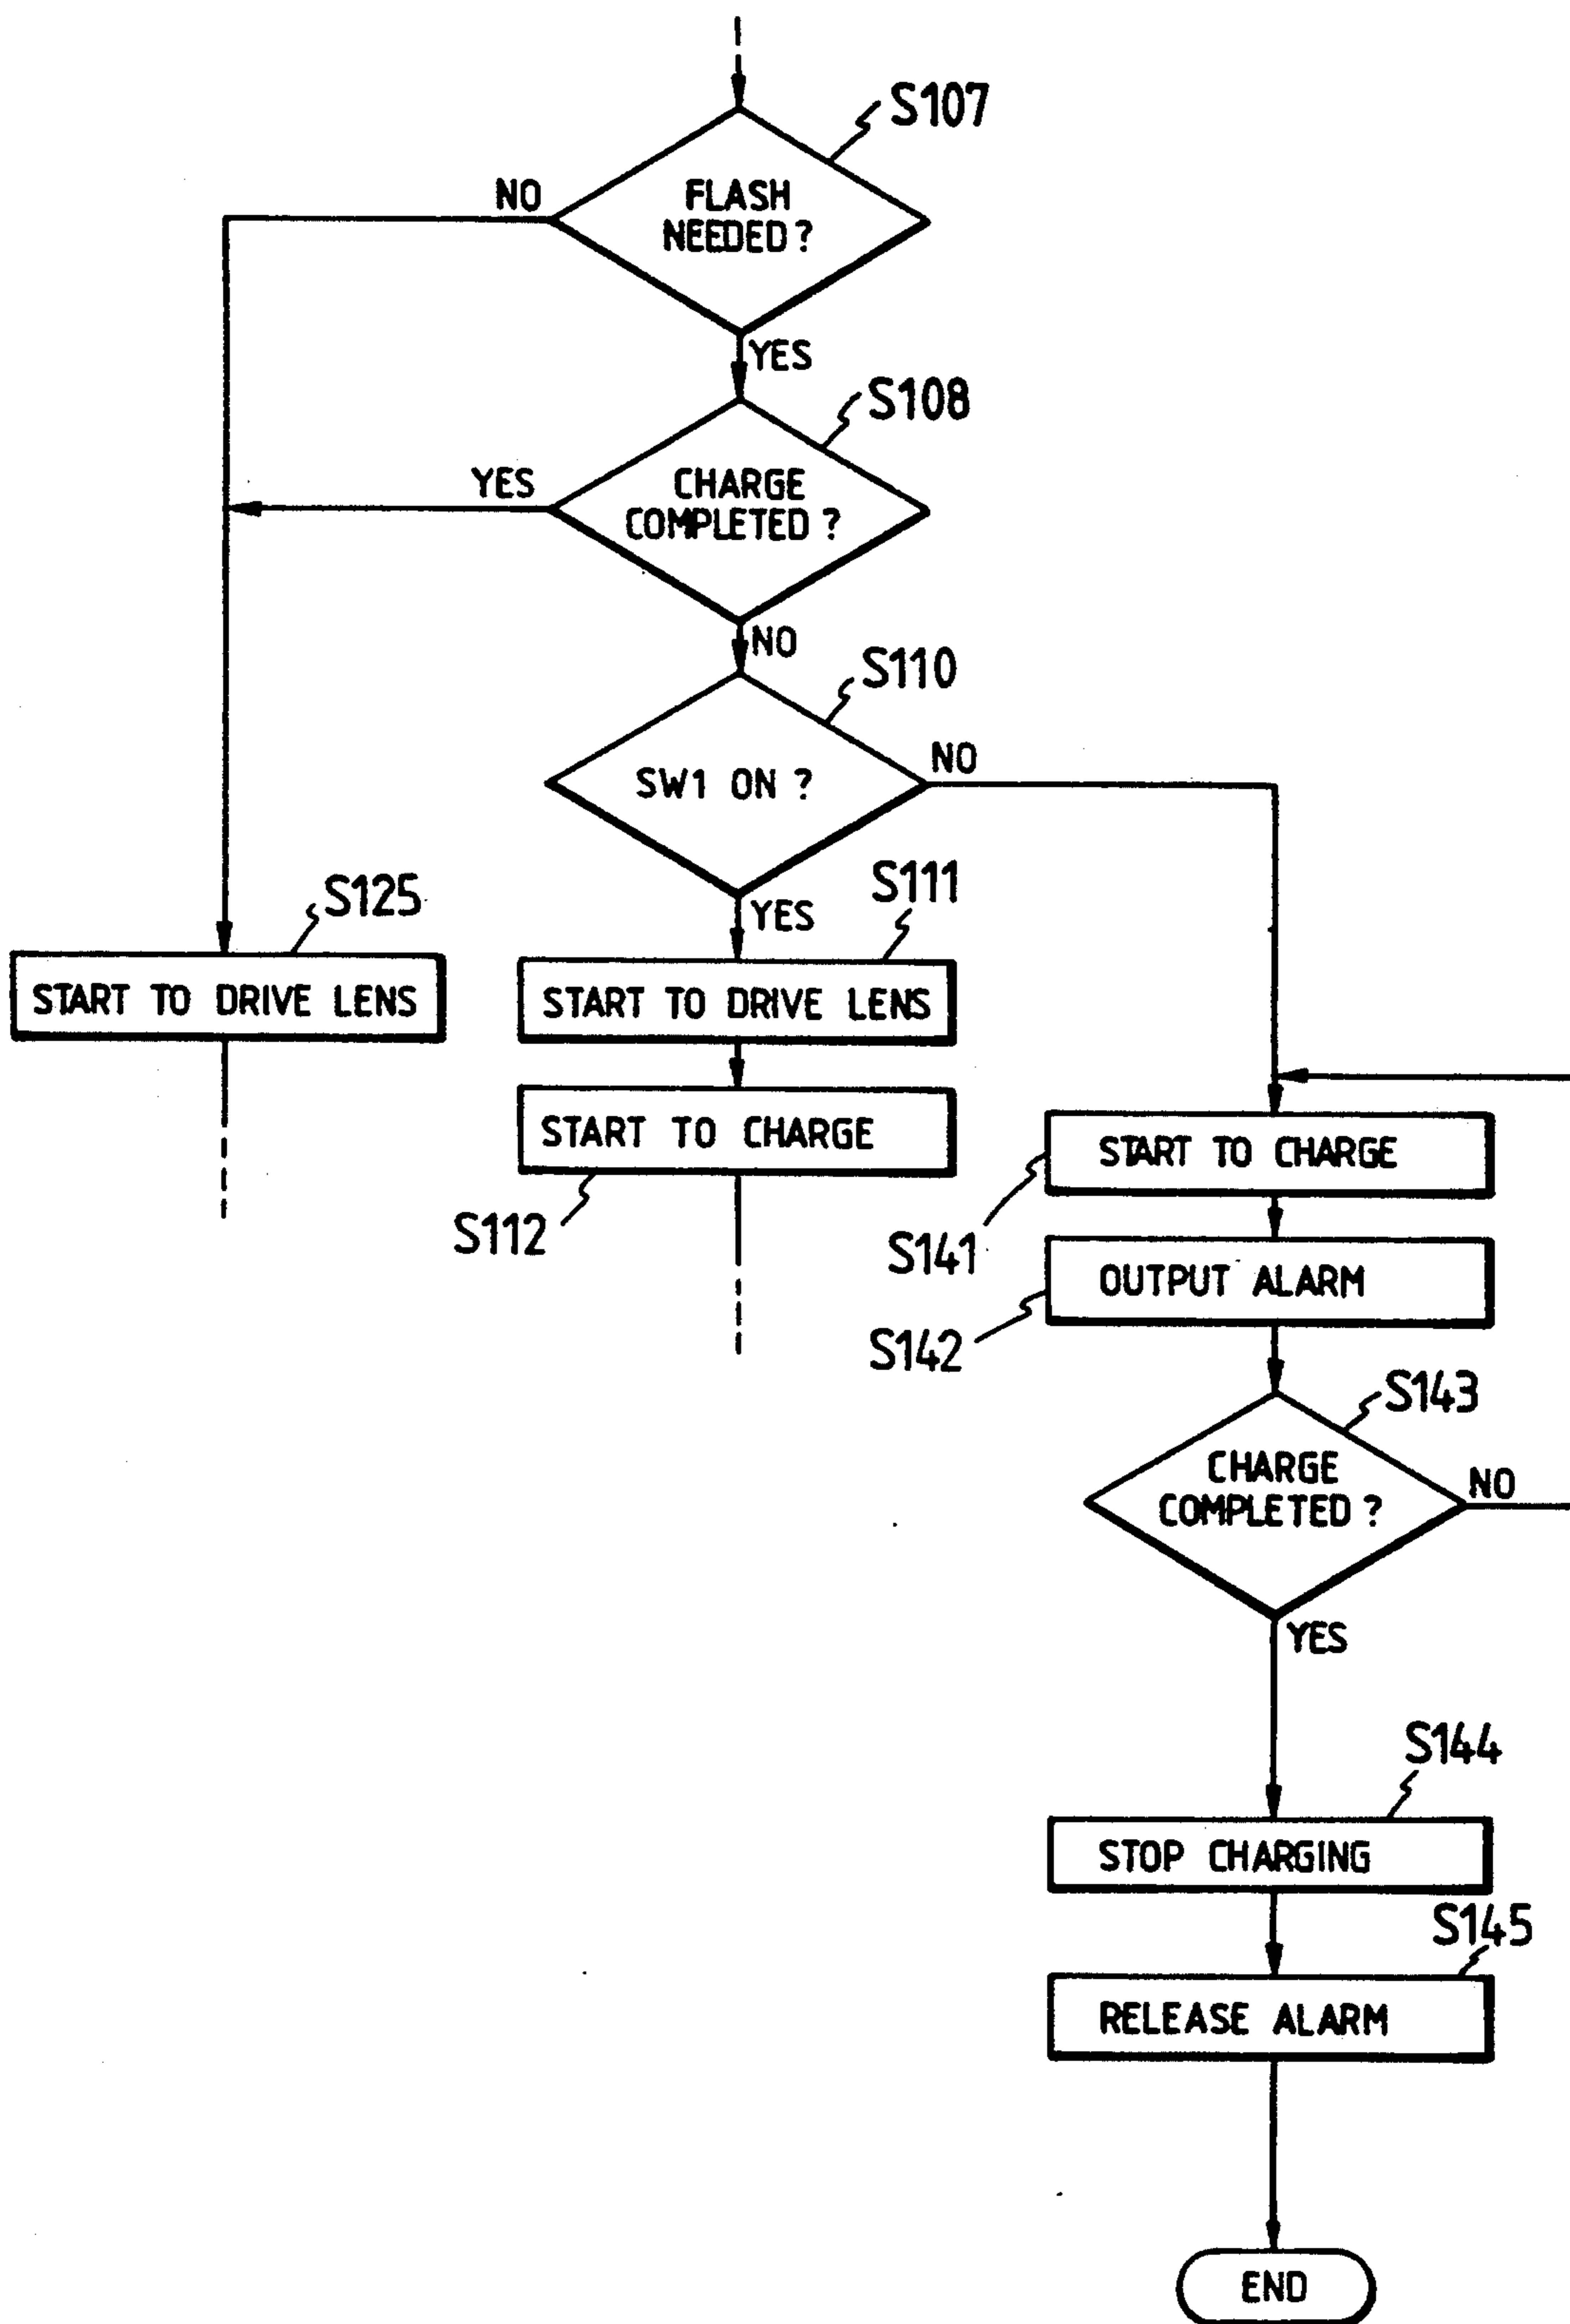 S107
NO
FLASH
NEEDED ?
YES
S108
YES
CHARGE
COMPLETED ?
NO
S110
SW1 ON ?
NO
YES
S111
S125
START TO DRIVE LENS
START TO DRIVE LENS
START TO CHARGE
S112
START TO CHARGE
S141
OUTPUT ALARM
S142
S143
CHARGE
COMPLETED ?
NO
YES
S144
STOP CHARGING
S145
RELEASE ALARM
END